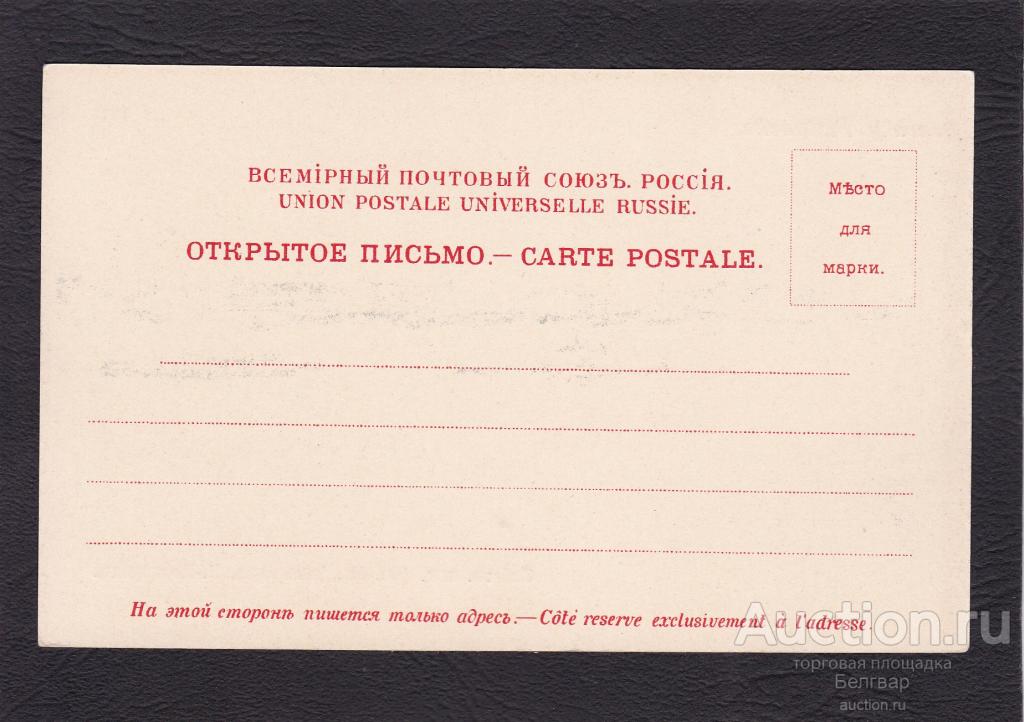 ВСЕМІРНЫЙ ПОЧТОВЫЙ СОЮЗЪ. РОССІЯ.
UNION POSTALE UNIVERSELLE RUSSIE.
ОТКРЫТОЕ ПИСЬМО.— CARTE POSTALE.
Мѣсто
для
марки.
На этой сторонѣ пишется только адресъ.—Côté reserve exclusivement a l'adresse.
Auction.ru
торговая площадка
Белгвар
auction.ru